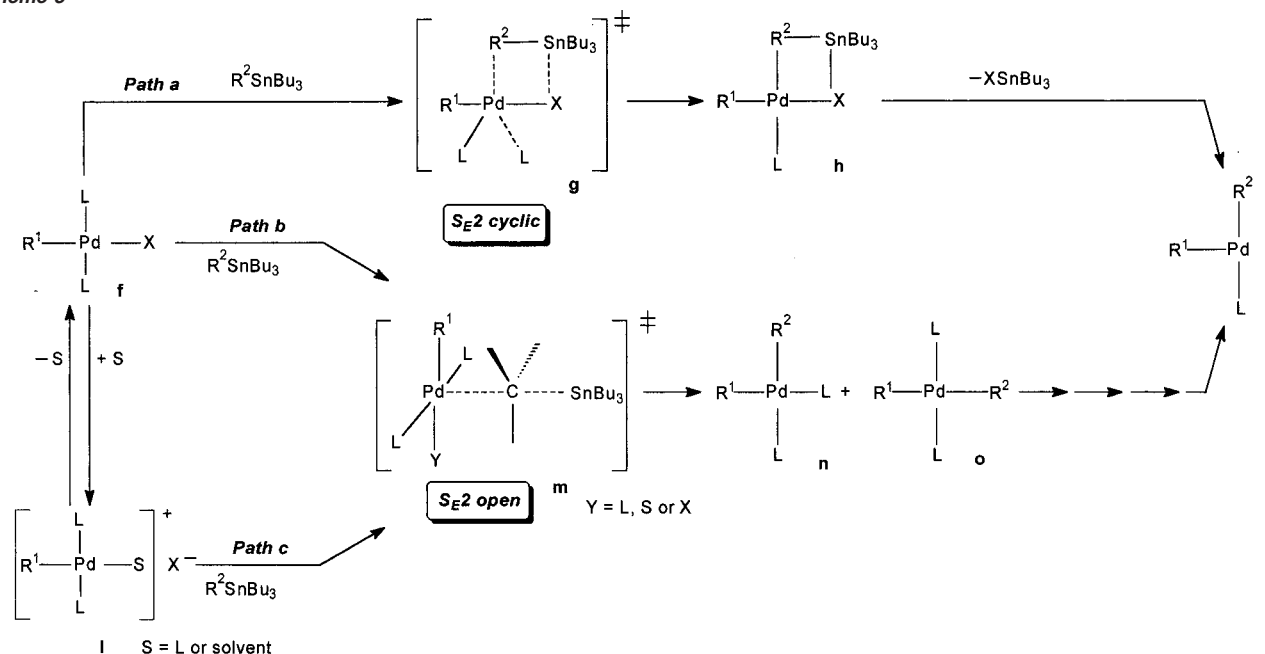 R²—SnBu₃ ‡
Path a R²SnBu₃
R¹—Pd—X
L L
g
SE2 cyclic
R²—SnBu₃
R¹—Pd—X
L
h
−XSnBu₃
R²
R¹—Pd
L
L
R¹—Pd—X
L f
Path b
R²SnBu₃
−S +S
R¹ ‡
L
Pd C SnBu₃
L
Y
m
SE2 open
Y = L, S or X
R²
R¹—Pd—L +
L
n
L
R¹—Pd—R²
L
o
L +
R¹—Pd—S X⁻
L
Path c
R²SnBu₃
l S = L or solvent